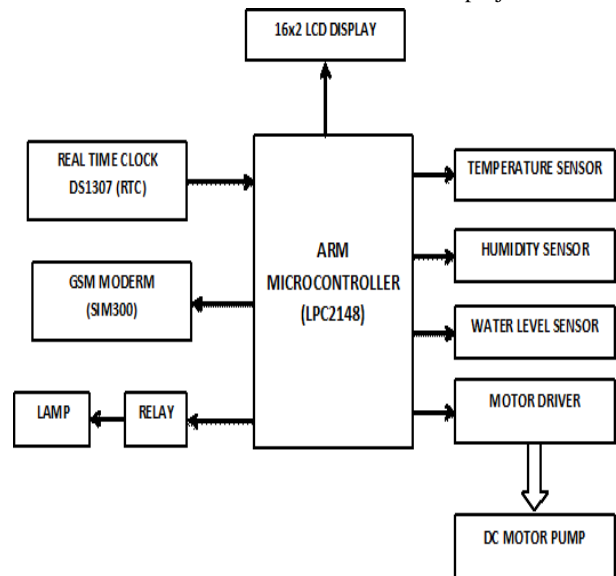 16x2 LCD DISPLAY
REAL TIME CLOCK
DS1307 (RTC)
TEMPERATURE SENSOR
ARM
MICROCONTROLLER
(LPC2148)
HUMIDITY SENSOR
GSM MODERM
(SIM300)
WATER LEVEL SENSOR
LAMP
RELAY
MOTOR DRIVER
DC MOTOR PUMP